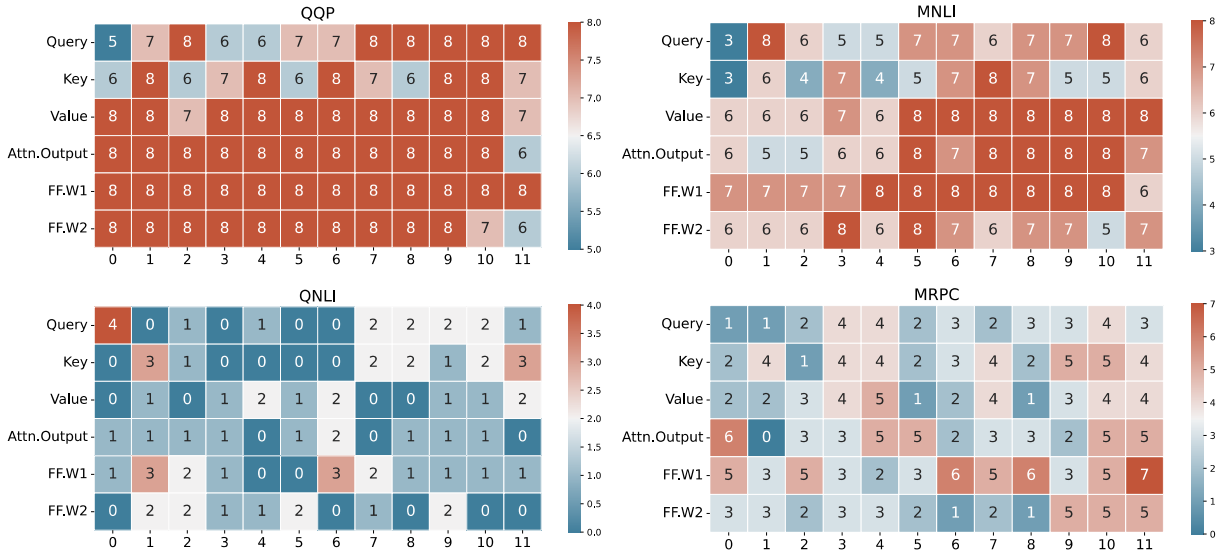 QQP
Query 5 7 8 6 6 7 7 8 8 8 8 8 8.0
Key 6 8 6 7 8 6 8 7 6 8 8 7 7.5
Value 8 8 7 8 8 8 8 8 8 8 8 7 7.0
6.5
Attn.Output 8 8 8 8 8 8 8 8 8 8 8 6 6.0
FF.W1 8 8 8 8 8 8 8 8 8 8 8 8 5.5
FF.W2 8 8 8 8 8 8 8 8 8 8 7 6 5.0
0 1 2 3 4 5 6 7 8 9 10 11
MNLI
Query 3 8 6 5 5 7 7 6 7 7 8 6 8
Key 3 6 4 7 4 5 7 8 7 5 5 6 7
Value 6 6 6 7 6 8 8 8 8 8 8 8 6
Attn.Output 6 5 5 6 6 8 7 8 8 8 8 7 5
FF.W1 7 7 7 7 8 8 8 8 8 8 8 6 4
FF.W2 6 6 6 8 6 8 7 6 7 7 5 7 3
0 1 2 3 4 5 6 7 8 9 10 11
QNLI
Query 4 0 1 0 1 0 0 2 2 2 2 1 4.0
3.5
Key 0 3 1 0 0 0 0 2 2 1 2 3 3.0
Value 0 1 0 1 2 1 2 0 0 1 1 2 2.5
2.0
Attn.Output 1 1 1 1 0 1 2 0 1 1 1 0 1.5
FF.W1 1 3 2 1 0 0 3 2 1 1 1 1 1.0
0.5
FF.W2 0 2 2 1 1 2 0 1 0 2 0 0 0.0
0 1 2 3 4 5 6 7 8 9 10 11
MRPC
Query 1 1 2 4 4 2 3 2 3 3 4 3 7
6
Key 2 4 1 4 4 2 3 4 2 5 5 4 5
Value 2 2 3 4 5 1 2 4 1 3 4 4 4
Attn.Output 6 0 3 3 5 5 2 3 3 2 5 5 3
2
FF.W1 5 3 5 3 2 3 6 5 6 3 5 7 1
FF.W2 3 3 2 3 3 2 1 2 1 5 5 5 0
0 1 2 3 4 5 6 7 8 9 10 11